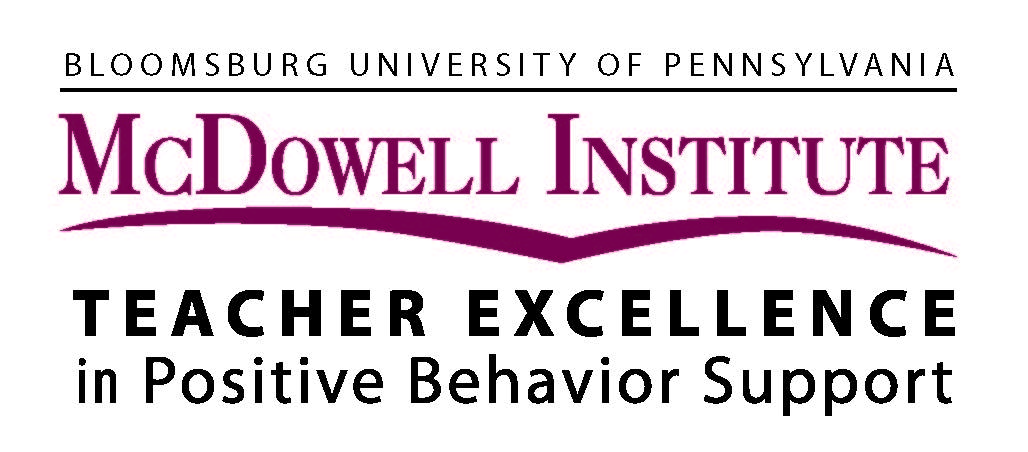 BLOOMSBURG UNIVERSITY OF PENNSYLVANIA
MCDOWELL INSTITUTE
TEACHER EXCELLENCE
in Positive Behavior Support